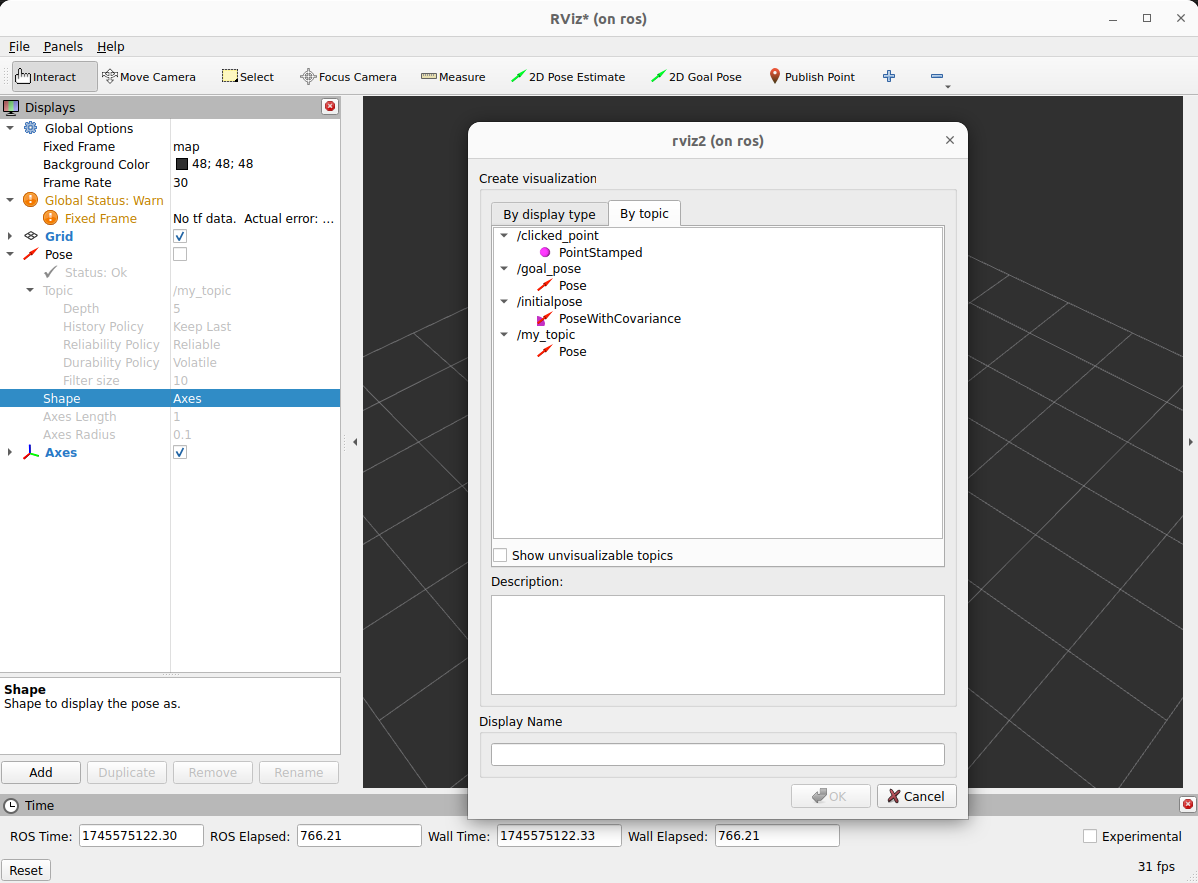 RViz* (on ros)
File Panels Help
Interact Move Camera Select Focus Camera Measure 2D Pose Estimate 2D Goal Pose Publish Point
Displays
Global Options
Fixed Frame map
Background Color 48; 48; 48
Frame Rate 30
Global Status: Warn
Fixed Frame No tf data. Actual error: ...
Grid
Pose
Status: Ok
Topic /my_topic
Depth 5
History Policy Keep Last
Reliability Policy Reliable
Durability Policy Volatile
Filter size 10
Shape Axes
Axes Length 1
Axes Radius 0.1
Axes
Shape
Shape to display the pose as.
Add Duplicate Remove Rename
rviz2 (on ros)
Create visualization
By display type By topic
/clicked_point
PointStamped
/goal_pose
Pose
/initialpose
PoseWithCovariance
/my_topic
Pose
Show unvisualizable topics
Description:
Display Name
OK Cancel
Time
ROS Time: 1745575122.30 ROS Elapsed: 766.21 Wall Time: 1745575122.33 Wall Elapsed: 766.21 Experimental
Reset 31 fps